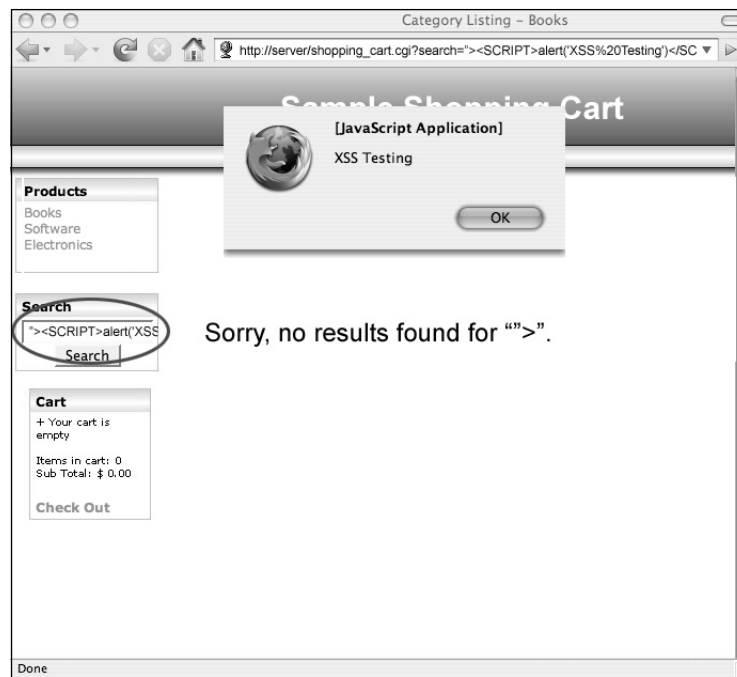 Category Listing – Books
http://server/shopping_cart.cgi?search="><SCRIPT>alert('XSS%20Testing')</SC
Sample Shopping Cart
[JavaScript Application]
XSS Testing
OK
Products
Books
Software
Electronics
Search
"><SCRIPT>alert('XSS
Search
Sorry, no results found for “”>”.
Cart
+ Your cart is
empty
Items in cart: 0
Sub Total: $ 0.00
Check Out
Done